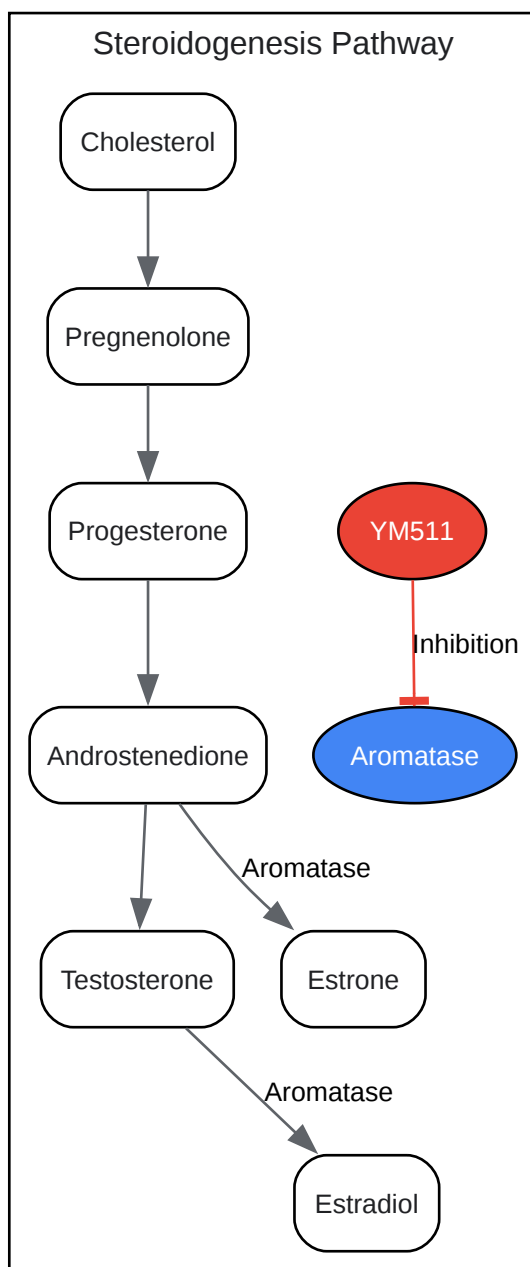 Steroidogenesis Pathway
Cholesterol
Pregnenolone
Progesterone
YM511
Inhibition
Androstenedione
Aromatase
Aromatase
Testosterone
Estrone
Aromatase
Estradiol